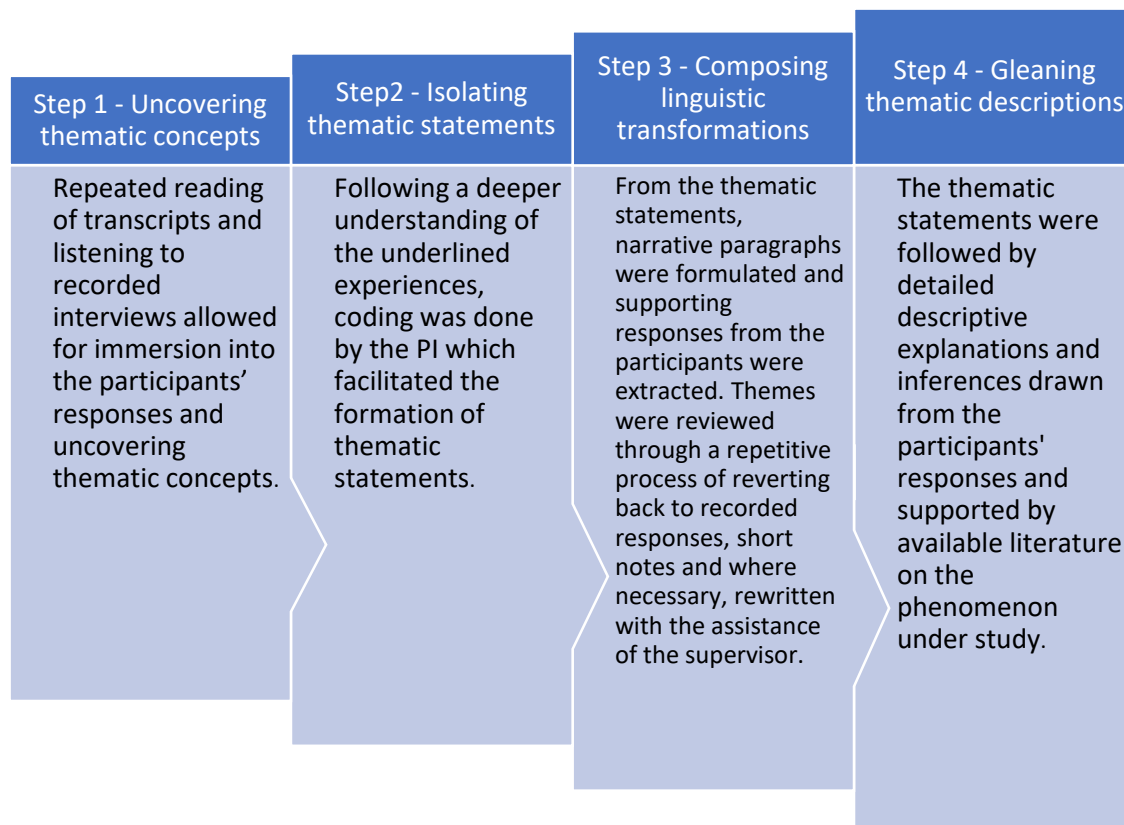 Step 1 - Uncovering
thematic concepts
Repeated reading
of transcripts and
listening to
recorded
interviews allowed
for immersion into
the participants’
responses and
uncovering
thematic concepts.
Step2 - Isolating
thematic statements
Following a deeper
understanding of
the underlined
experiences,
coding was done
by the PI which
facilitated the
formation of
thematic
statements.
Step 3 - Composing
linguistic
transformations
From the thematic
statements,
narrative paragraphs
were formulated and
supporting
responses from the
participants were
extracted. Themes
were reviewed
through a repetitive
process of reverting
back to recorded
responses, short
notes and where
necessary, rewritten
with the assistance
of the supervisor.
Step 4 - Gleaning
thematic descriptions
The thematic
statements were
followed by
detailed
descriptive
explanations and
inferences drawn
from the
participants'
responses and
supported by
available literature
on the
phenomenon
under study.